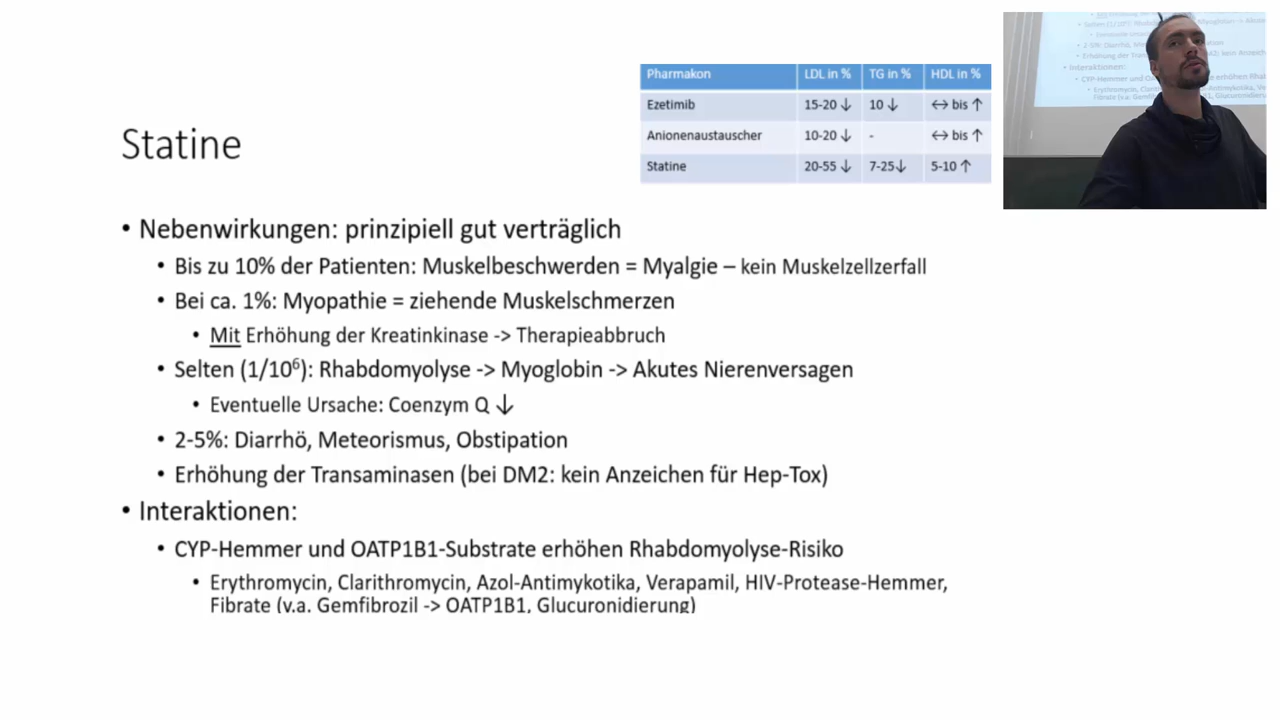 Pharmakon LDL in % TG in % HDL in %
Ezetimib 15-20 ↓ 10 ↓ ↔ bis ↑
Anionenaustauscher 10-20 ↓ - ↔ bis ↑
Statine 20-55 ↓ 7-25↓ 5-10 ↑
Statine
• Nebenwirkungen: prinzipiell gut verträglich
• Bis zu 10% der Patienten: Muskelbeschwerden = Myalgie – kein Muskelzellzerfall
• Bei ca. 1%: Myopathie = ziehende Muskelschmerzen
• Mit Erhöhung der Kreatinkinase -> Therapieabbruch
• Selten (1/10⁶): Rhabdomyolyse -> Myoglobin -> Akutes Nierenversagen
• Eventuelle Ursache: Coenzym Q ↓
• 2-5%: Diarrhö, Meteorismus, Obstipation
• Erhöhung der Transaminasen (bei DM2: kein Anzeichen für Hep-Tox)
• Interaktionen:
• CYP-Hemmer und OATP1B1-Substrate erhöhen Rhabdomyolyse-Risiko
• Erythromycin, Clarithromycin, Azol-Antimykotika, Verapamil, HIV-Protease-Hemmer,
Fibrate (v.a. Gemfibrozil -> OATP1B1, Glucuronidierung)